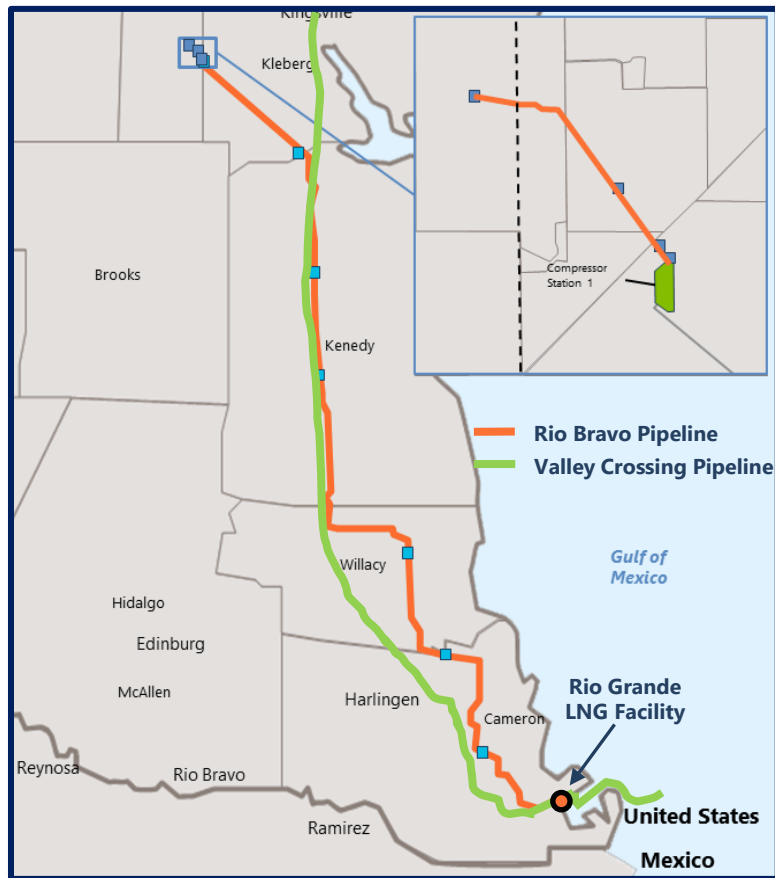 Kingsville
Kleberg
Brooks
Kenedy
Compressor
Station 1
Rio Bravo Pipeline
Valley Crossing Pipeline
Gulf of
Mexico
Willacy
Hidalgo
Edinburg
McAllen
Harlingen
Rio Grande
LNG Facility
Cameron
Reynosa
Rio Bravo
Ramirez
United States
Mexico